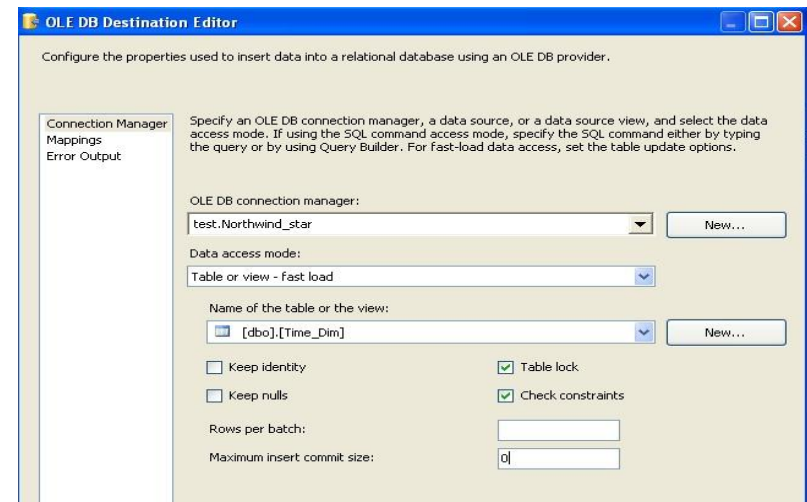 OLE DB Destination Editor
Configure the properties used to insert data into a relational database using an OLE DB provider.
Connection Manager
Mappings
Error Output
Specify an OLE DB connection manager, a data source, or a data source view, and select the data
access mode. If using the SQL command access mode, specify the SQL command either by typing
the query or by using Query Builder. For fast-load data access, set the table update options.
OLE DB connection manager:
test.Northwind_star
New...
Data access mode:
Table or view - fast load
Name of the table or the view:
[dbo].[Time_Dim]
New...
Keep identity
Table lock
Keep nulls
Check constraints
Rows per batch:
Maximum insert commit size:
0